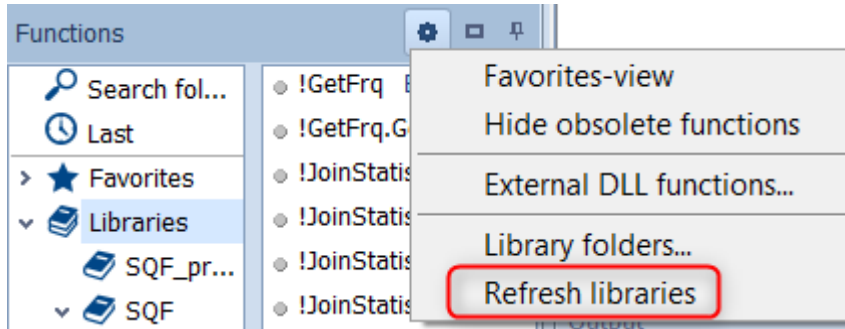 Functions
Search fol...
Last
Favorites
Libraries
SQF_pr...
SQF
!GetFrq
!GetFrq.G
!JoinStatis
!JoinStatis
!JoinStatis
!JoinStatis
Favorites-view
Hide obsolete functions
External DLL functions...
Library folders...
Refresh libraries